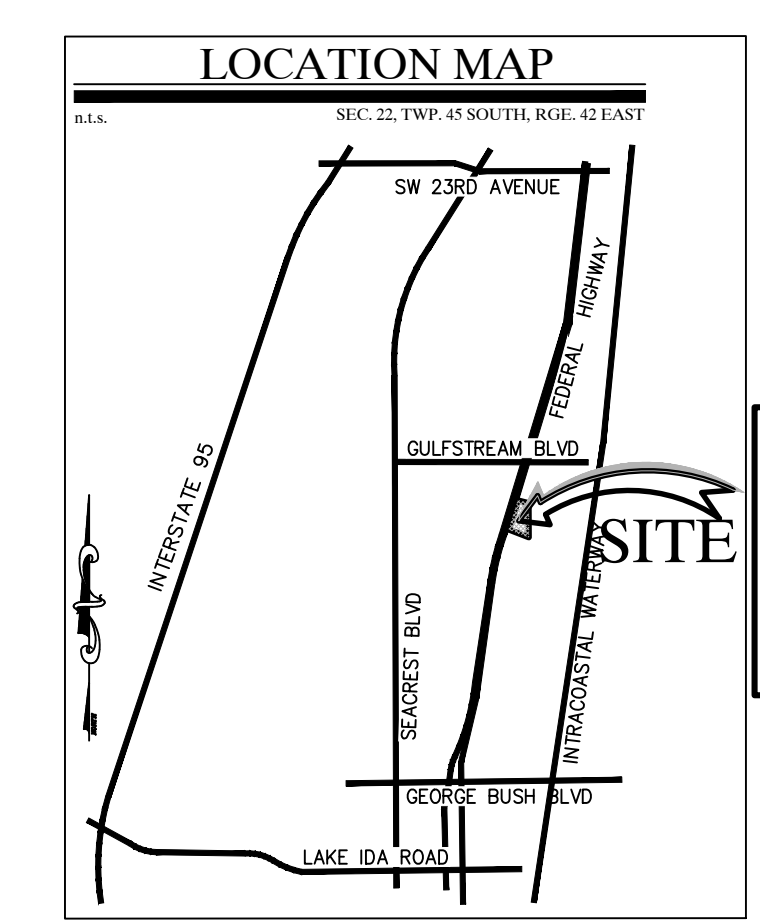 LOCATION MAP
n.t.s.
SEC. 22, TWP. 45 SOUTH, RGE. 42 EAST
SW 23RD AVENUE
FEDERAL HIGHWAY
GULFSTREAM BLVD
INTERSTATE 95
SITE
INTRACOASTAL WATERWAY
SEACREST BLVD
GEORGE BUSH BLVD
LAKE IDA ROAD